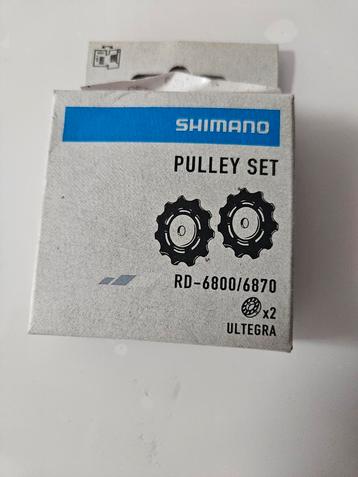 SHIMANO
PULLEY SET
RD-6800/6870
x2
ULTEGRA